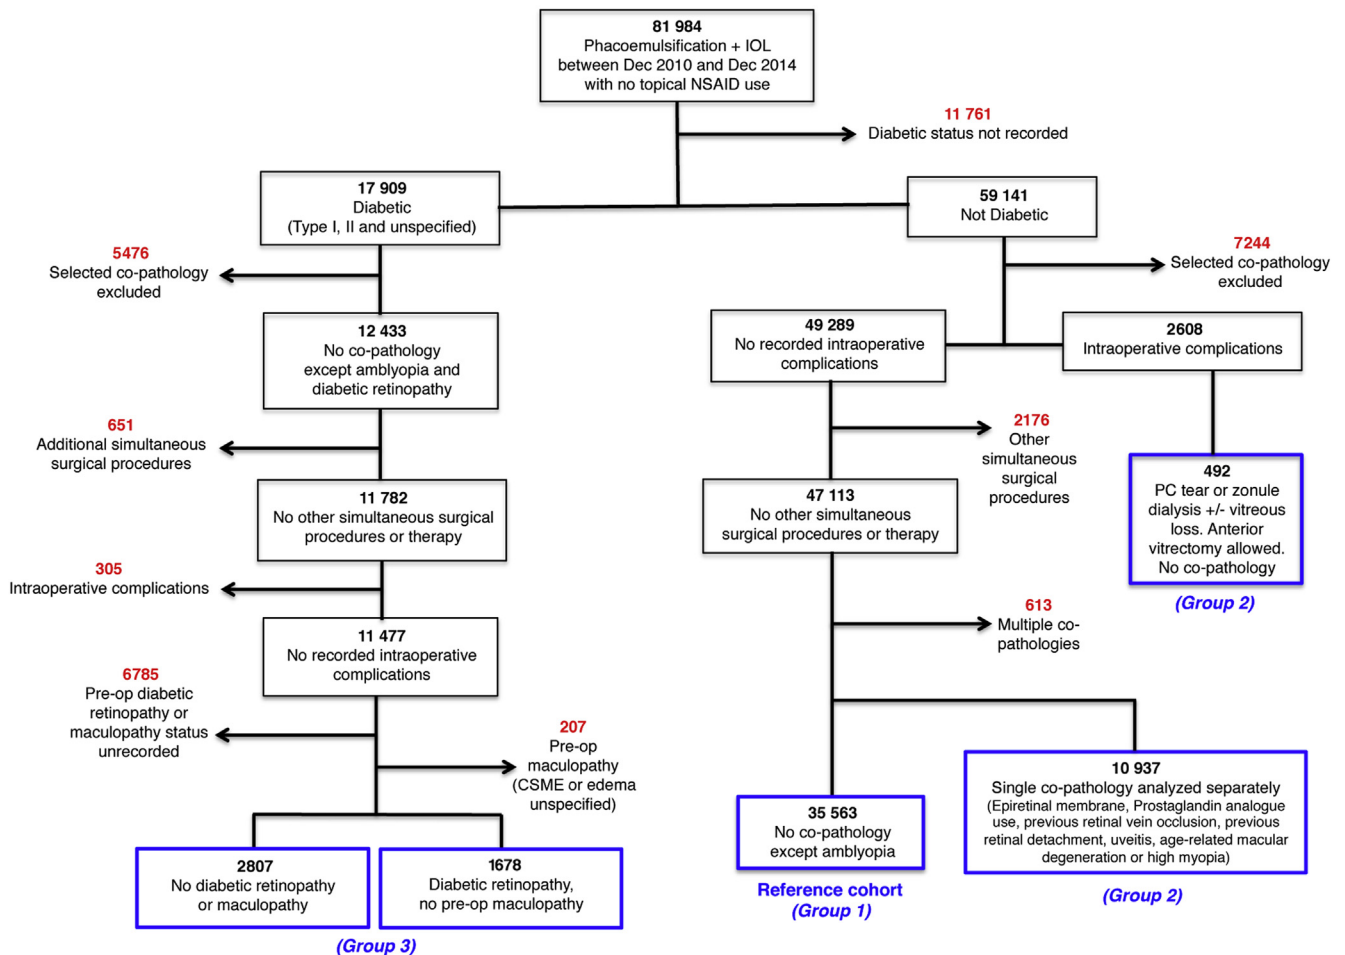 81 984
Phacoemulsification + IOL
between Dec 2010 and Dec 2014
with no topical NSAID use
11 761
Diabetic status not recorded
17 909
Diabetic
(Type I, II and unspecified)
59 141
Not Diabetic
5476
Selected co-pathology
excluded
7244
Selected co-pathology
excluded
12 433
No co-pathology
except amblyopia and
diabetic retinopathy
49 289
No recorded intraoperative
complications
2608
Intraoperative complications
651
Additional simultaneous
surgical procedures
2176
Other
simultaneous
surgical
procedures
492
PC tear or zonule
dialysis +/- vitreous
loss. Anterior
vitrectomy allowed.
No co-pathology
(Group 2)
11 782
No other simultaneous surgical
procedures or therapy
47 113
No other simultaneous
surgical procedures or therapy
305
Intraoperative complications
613
Multiple co-
pathologies
11 477
No recorded intraoperative
complications
6785
Pre-op diabetic
retinopathy or
maculopathy status
unrecorded
207
Pre-op
maculopathy
(CSME or edema
unspecified)
35 563
No co-pathology
except amblyopia
Reference cohort
(Group 1)
10 937
Single co-pathology analyzed separately
(Epiretinal membrane, Prostaglandin analogue
use, previous retinal vein occlusion, previous
retinal detachment, uveitis, age-related macular
degeneration or high myopia)
(Group 2)
2807
No diabetic retinopathy
or maculopathy
1678
Diabetic retinopathy,
no pre-op maculopathy
(Group 3)